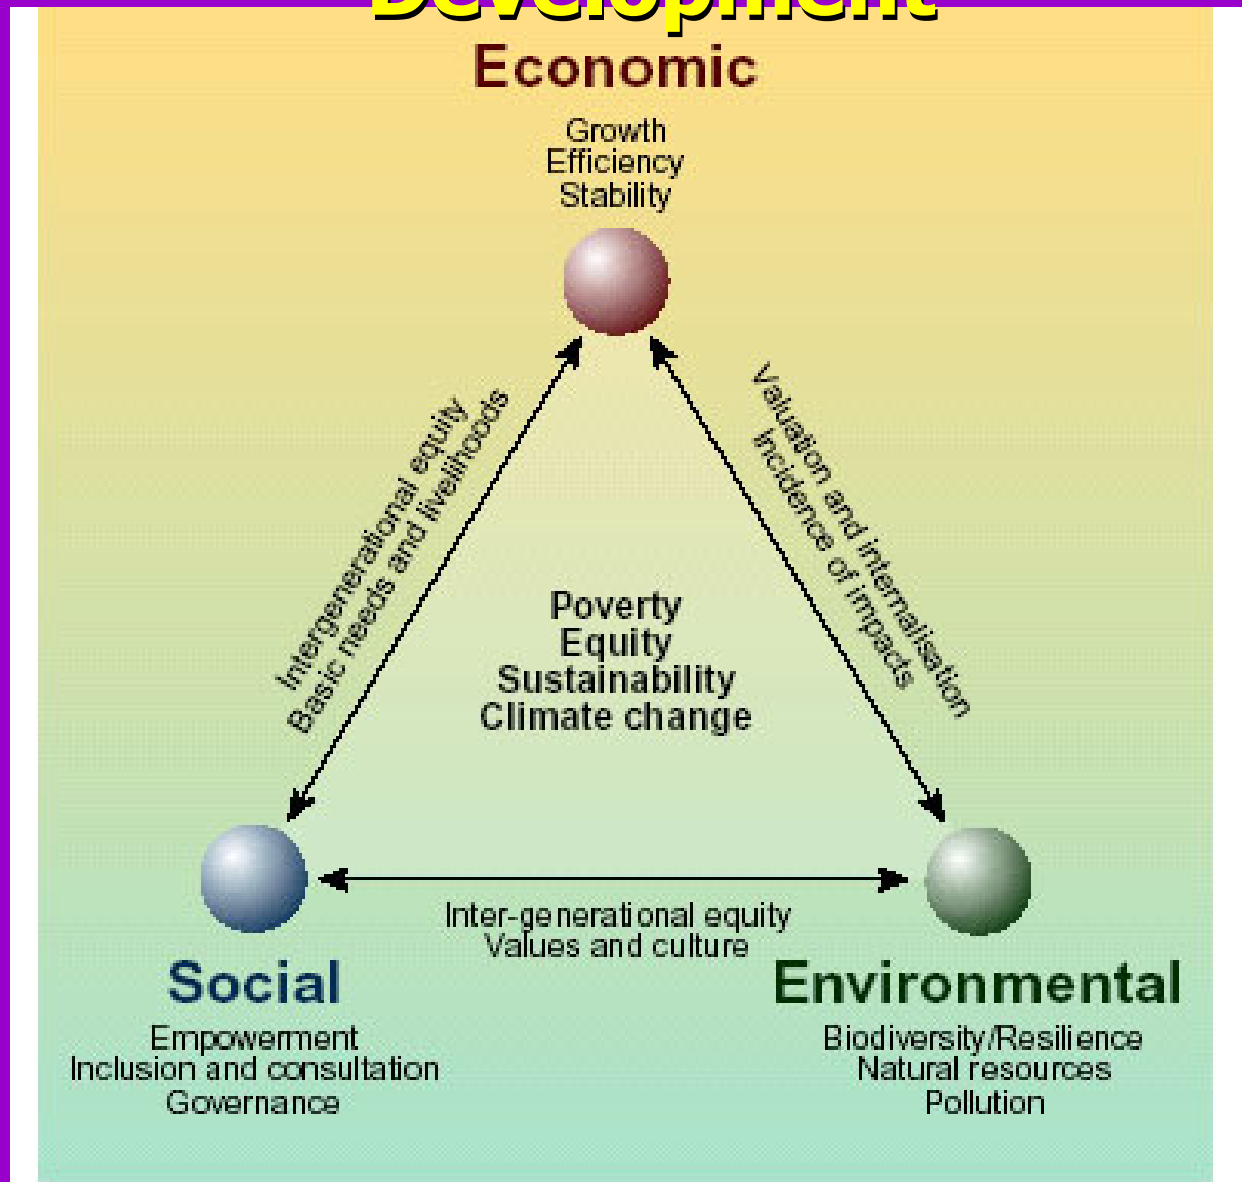 Development
Economic
Growth
Efficiency
Stability
Intergenerational equity
Basic needs and livelihoods
Valuation and internalisation
Incidence of impacts
Poverty
Equity
Sustainability
Climate change
Inter-generational equity
Values and culture
Social
Empowerment
Inclusion and consultation
Governance
Environmental
Biodiversity/Resilience
Natural resources
Pollution